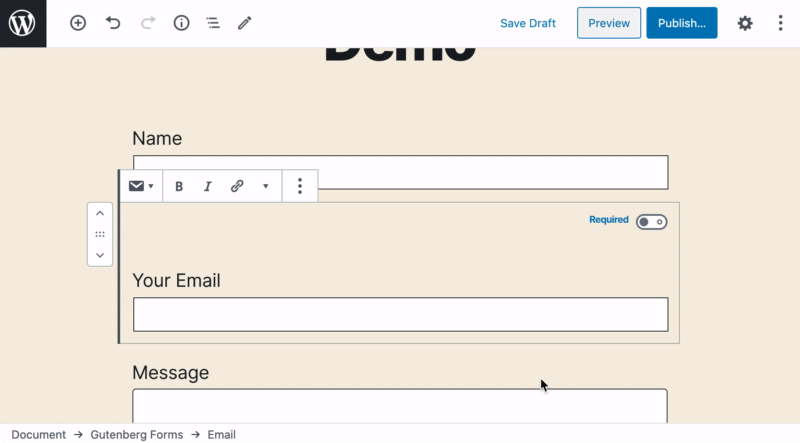 Save Draft Preview Publish...
Demo
Name
B I
Required
Your Email
Message
Document → Gutenberg Forms → Email